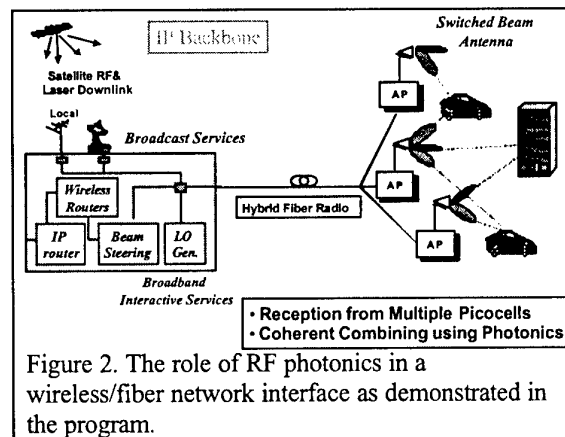 Switched Beam
Antenna
IP Backbone
Satellite RF&
Laser Downlink
Local
Broadcast Services
AP
Wireless
Routers
AP
Hybrid Fiber Radio
IP
router
Beam
Steering
LO
Gen.
AP
Broadband
Interactive Services
• Reception from Multiple Picocells
• Coherent Combining using Photonics
Figure 2. The role of RF photonics in a
wireless/fiber network interface as demonstrated in
the program.